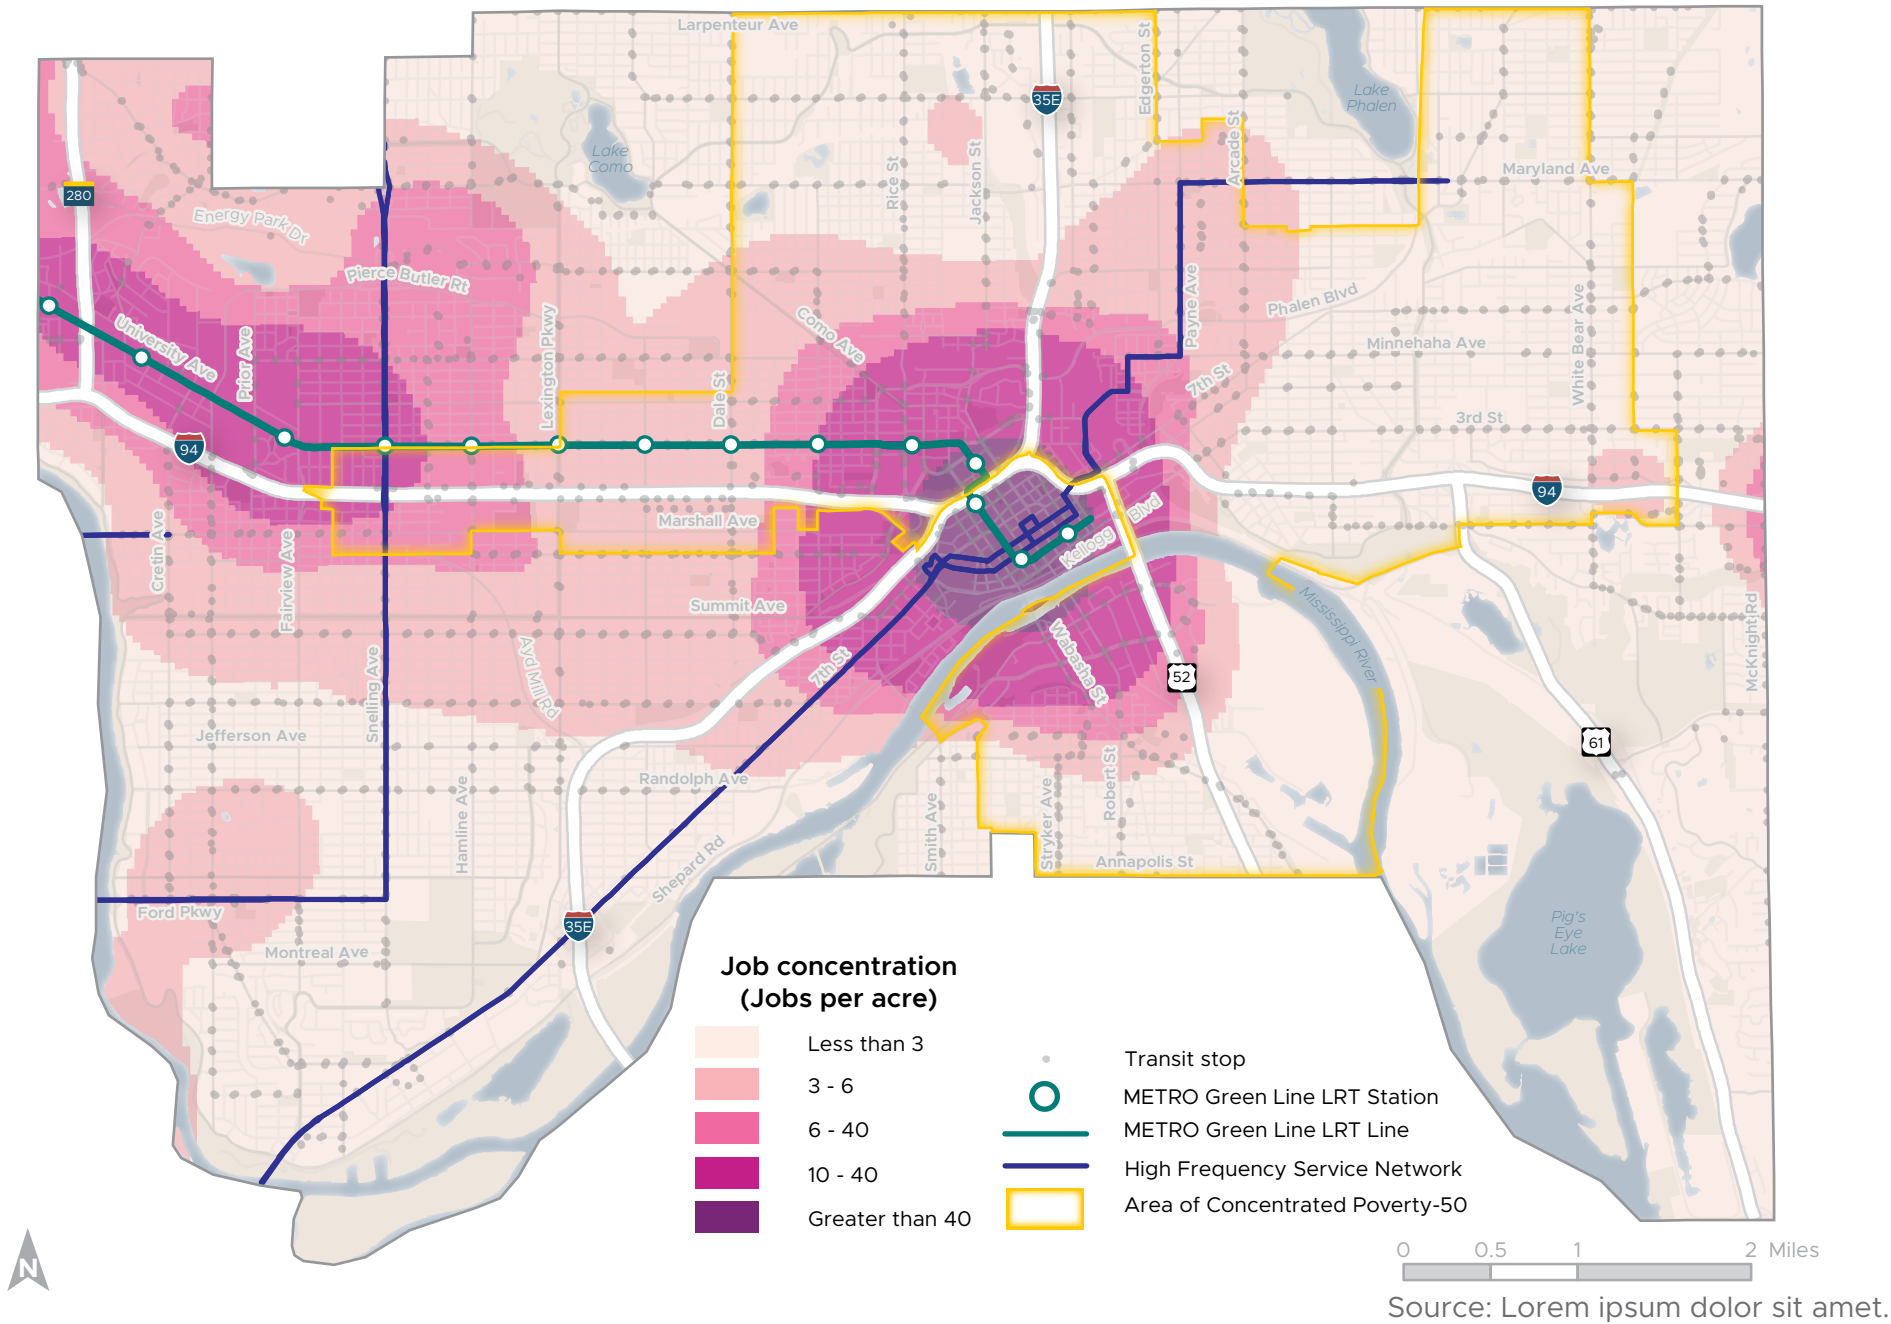 Larpenteur Ave
Edgerton St
35E
Lake
Phalen
Lake
Como
Rice St
Jackson St
Arcade St
Maryland Ave
280
Energy Park Dr
Pierce Butler Rt
University Ave
Prior Ave
Lexington Pkwy
Dale St
Como Ave
Payne Ave
Phalen Blvd
Minnehaha Ave
White Bear Ave
7th St
3rd St
94
94
Marshall Ave
Kellogg Blvd
Cretin Ave
Fairview Ave
Summit Ave
Mississippi River
McKnight Rd
Snelling Ave
Ayd Mill Rd
7th St
Wabasha St
52
61
Jefferson Ave
Randolph Ave
Hamline Ave
Shepard Rd
Smith Ave
Stryker Ave
Robert St
Annapolis St
Ford Pkwy
35E
Montreal Ave
Pig's
Eye
Lake
Job concentration
(Jobs per acre)
Less than 3
3 - 6
6 - 40
10 - 40
Greater than 40
Transit stop
METRO Green Line LRT Station
METRO Green Line LRT Line
High Frequency Service Network
Area of Concentrated Poverty-50
N
0 0.5 1 2 Miles
Source: Lorem ipsum dolor sit amet.